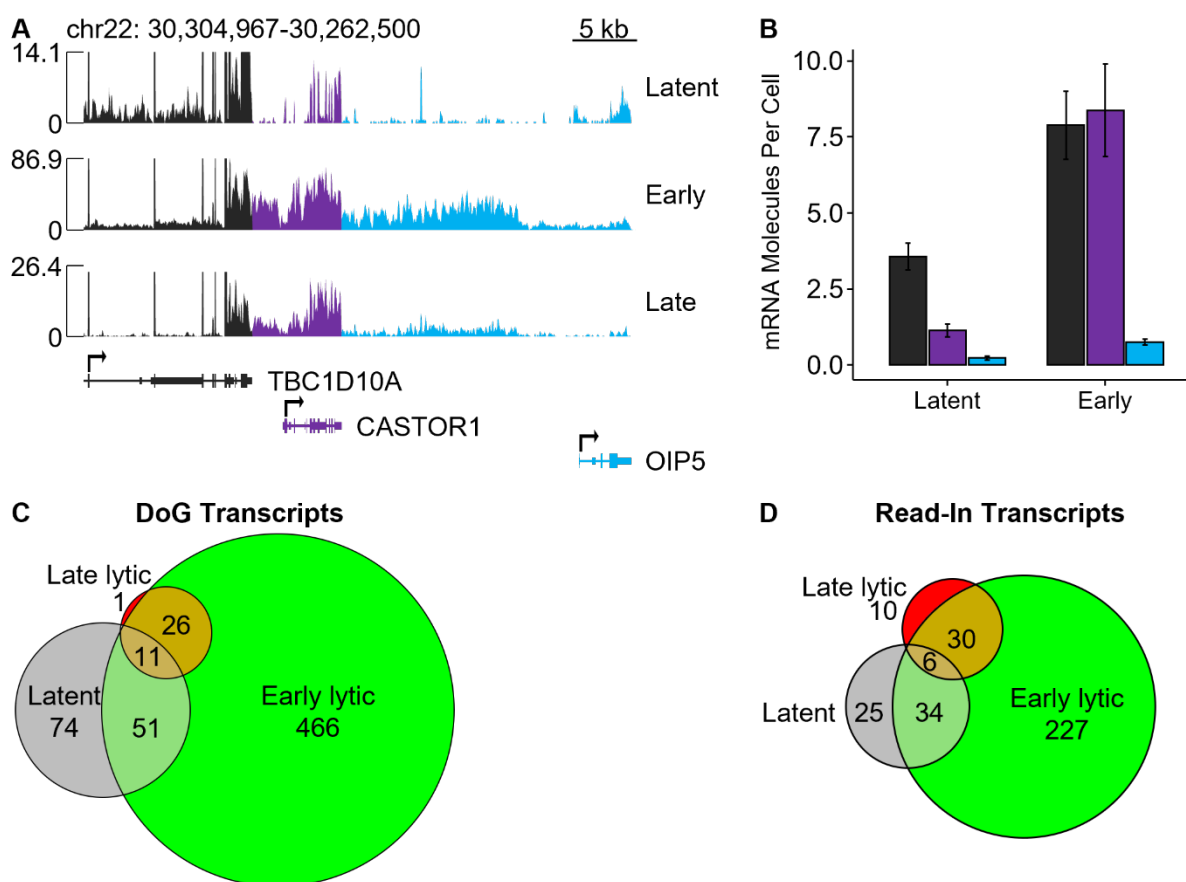 A chr22: 30,304,967-30,262,500 5 kb
14.1
0
Latent
86.9
0
Early
26.4
0
Late
TBC1D10A
CASTOR1
OIP5
B
mRNA Molecules Per Cell
10.0
7.5
5.0
2.5
0.0
Latent Early
C DoG Transcripts
Late lytic
1
26
11
Latent
74
51
Early lytic
466
D Read-In Transcripts
Late lytic
10
30
6
Latent
25
34
Early lytic
227